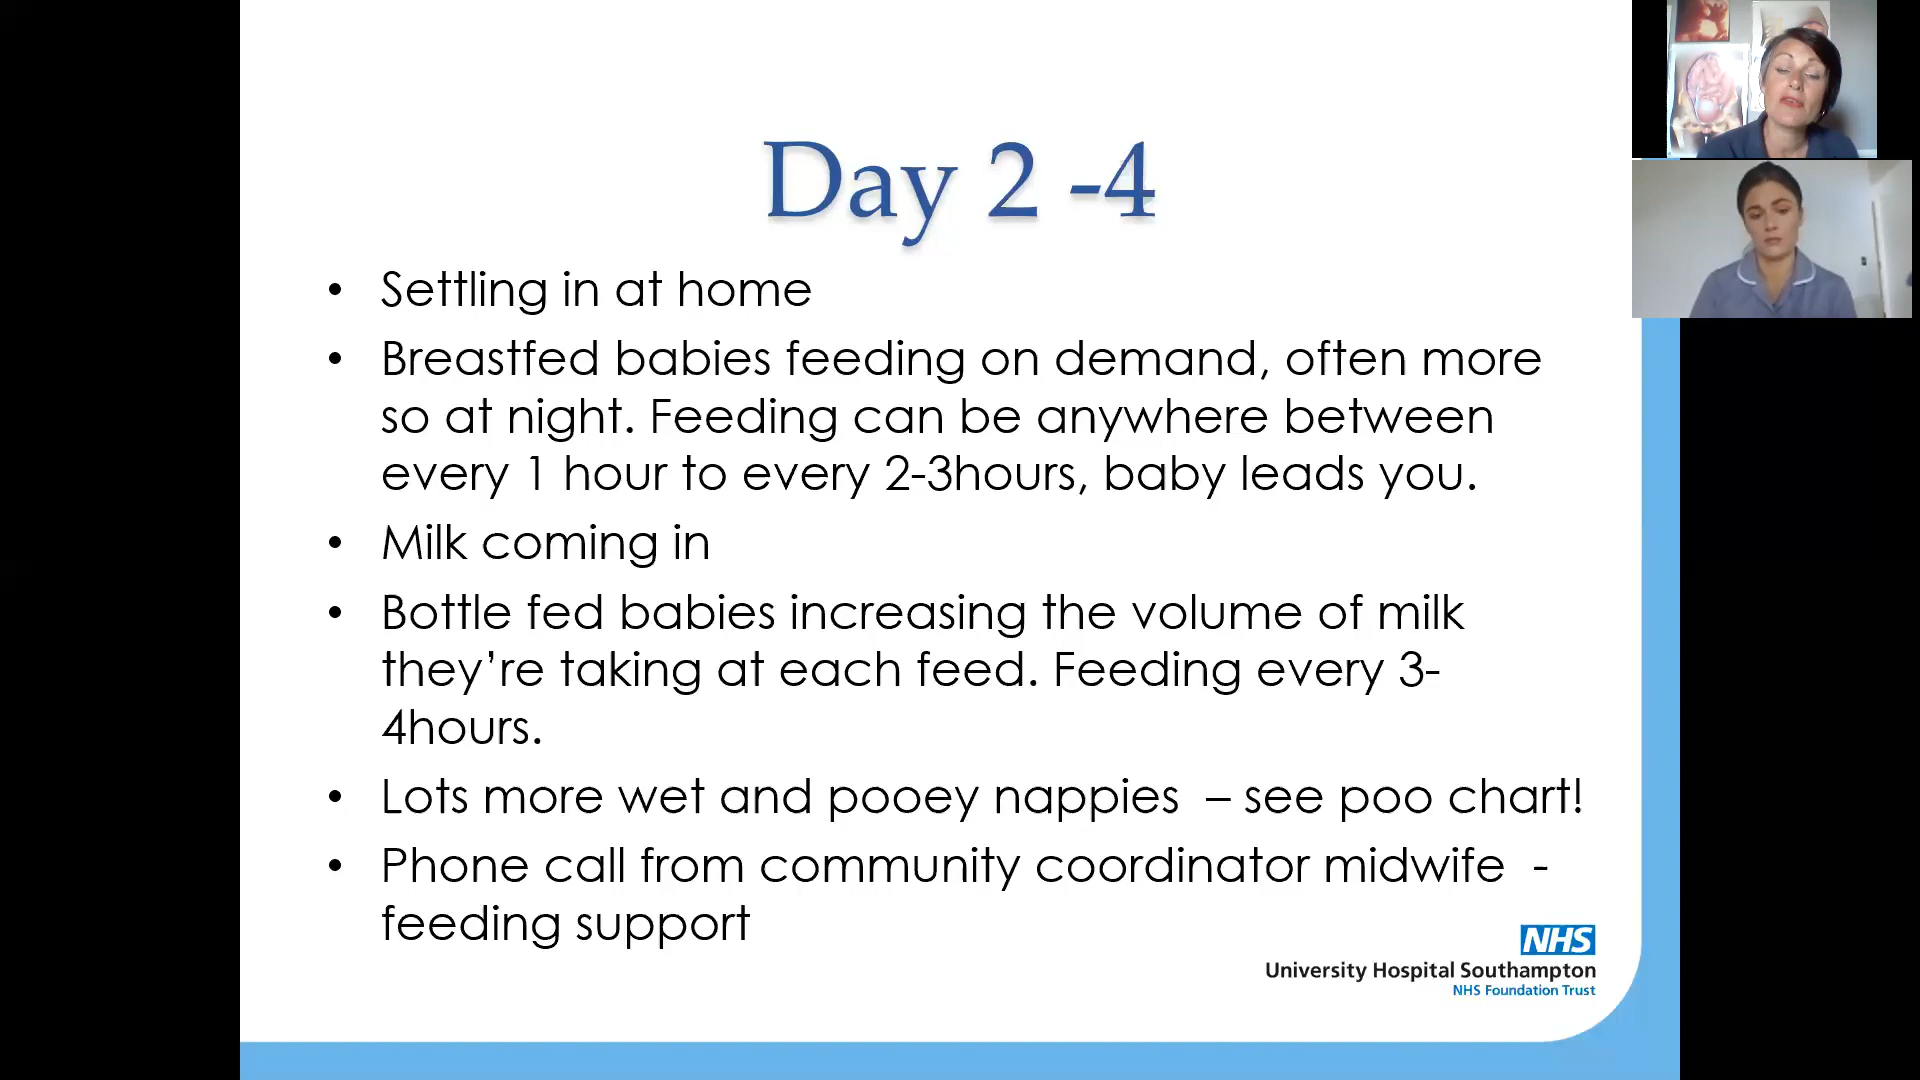 Day 2 -4
• Settling in at home
• Breastfed babies feeding on demand, often more
so at night. Feeding can be anywhere between
every 1 hour to every 2-3hours, baby leads you.
• Milk coming in
• Bottle fed babies increasing the volume of milk
they’re taking at each feed. Feeding every 3-
4hours.
• Lots more wet and pooey nappies – see poo chart!
• Phone call from community coordinator midwife -
feeding support
NHS
University Hospital Southampton
NHS Foundation Trust